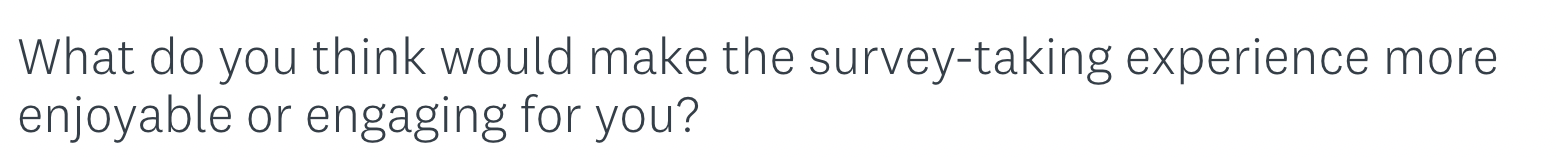 What do you think would make the survey-taking experience more
enjoyable or engaging for you?